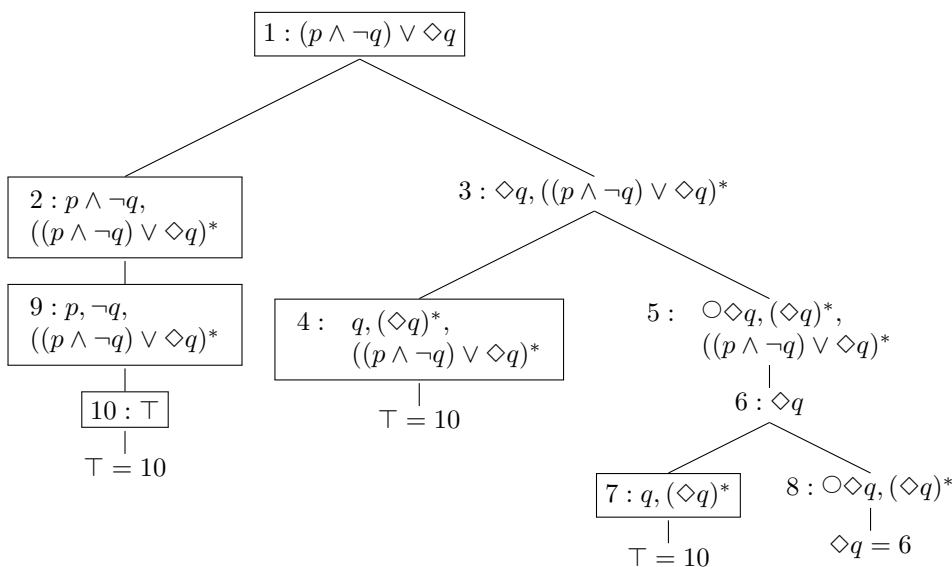 1 : (p ∧ ¬q) ∨ ◇q
2 : p ∧ ¬q,
((p ∧ ¬q) ∨ ◇q)*
3 : ◇q, ((p ∧ ¬q) ∨ ◇q)*
9 : p, ¬q,
((p ∧ ¬q) ∨ ◇q)*
4 : q, (◇q)*,
((p ∧ ¬q) ∨ ◇q)*
5 : ○◇q, (◇q)*,
((p ∧ ¬q) ∨ ◇q)*
10 : ⊤
⊤ = 10
6 : ◇q
⊤ = 10
7 : q, (◇q)*
8 : ○◇q, (◇q)*
⊤ = 10
◇q = 6